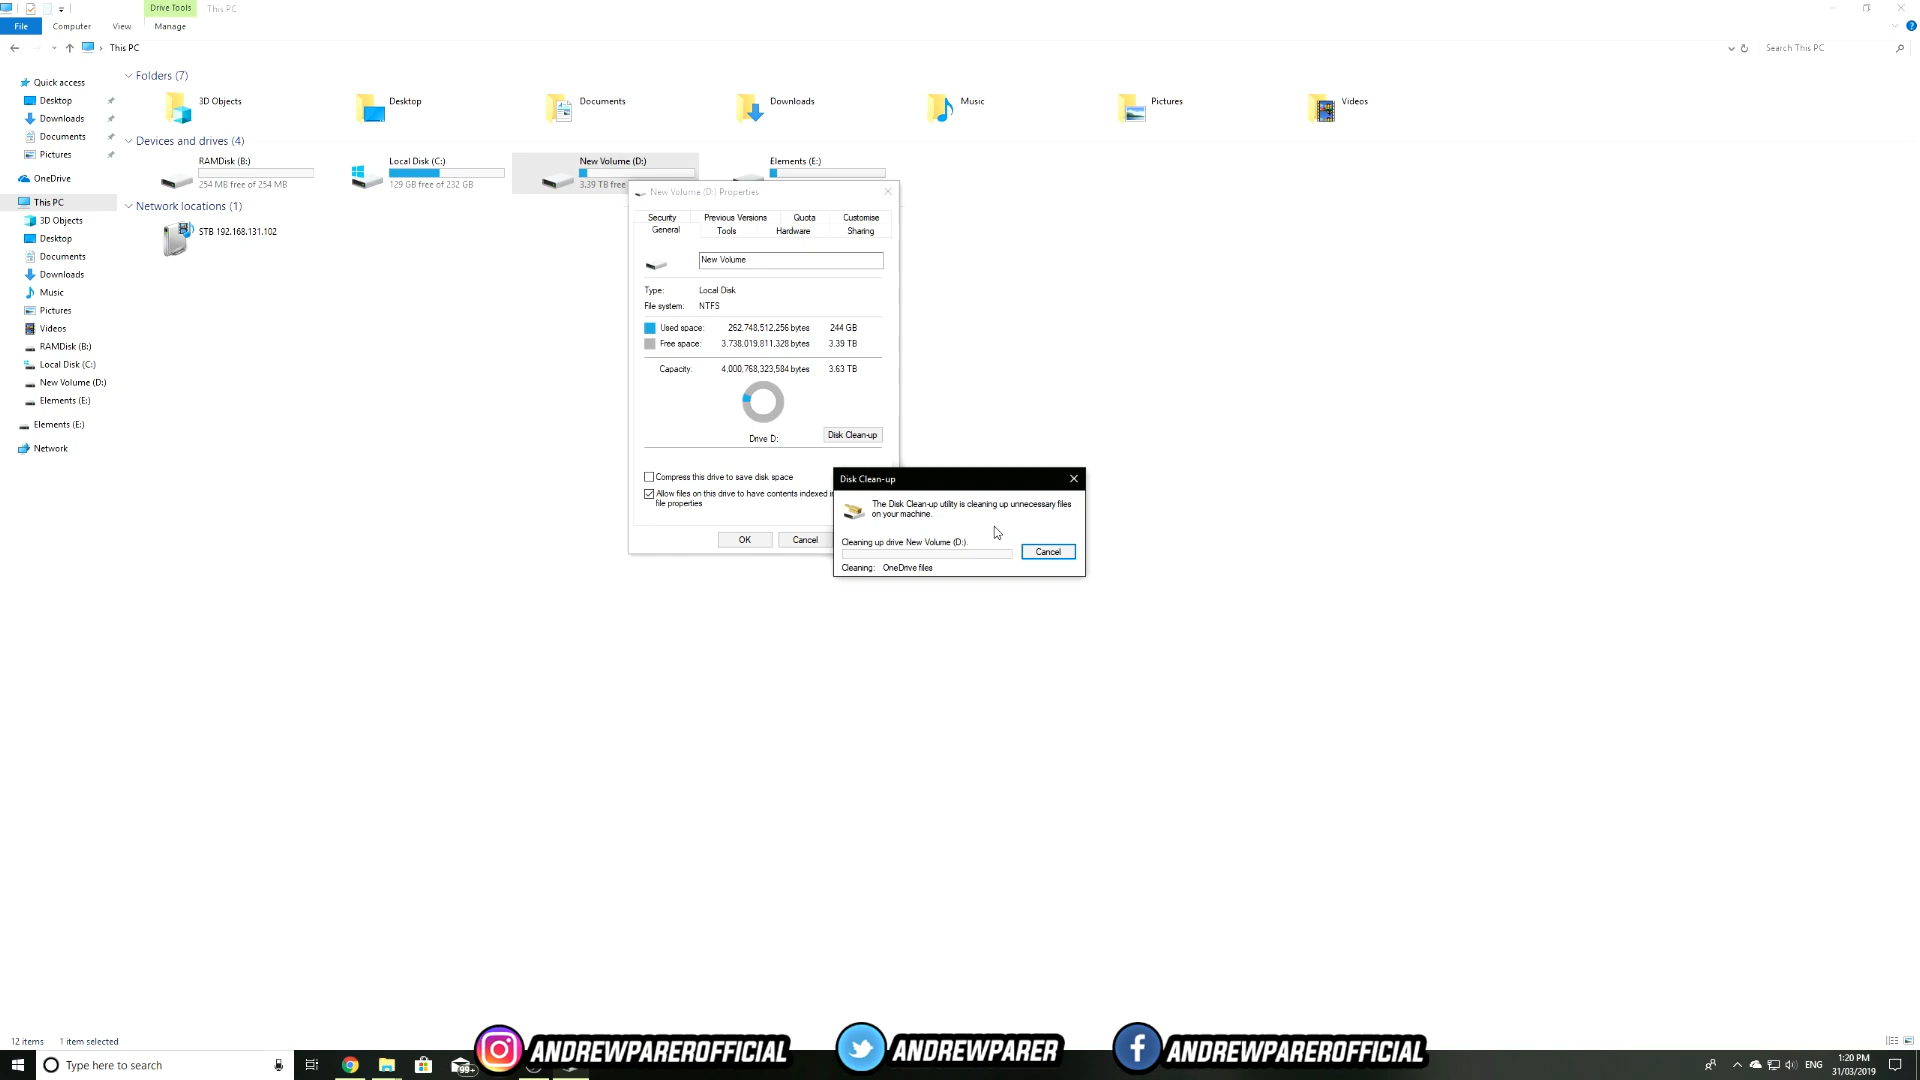 Drive Tools This PC
File Computer View Manage
This PC
Search This PC
Quick access
Desktop
Downloads
Documents
Pictures
OneDrive
This PC
3D Objects
Desktop
Documents
Downloads
Music
Pictures
Videos
RAMDisk (B:)
Local Disk (C:)
New Volume (D:)
Elements (E:)
Elements (E:)
Network
Folders (7)
3D Objects
Desktop
Documents
Downloads
Music
Pictures
Videos
Devices and drives (4)
RAMDisk (B:)
254 MB free of 254 MB
Local Disk (C:)
129 GB free of 232 GB
New Volume (D:)
3.39 TB free
Elements (E:)
Network locations (1)
STB 192.168.131.102
New Volume (D:) Properties
Security Previous Versions Quota Customise
General Tools Hardware Sharing
New Volume
Type: Local Disk
File system: NTFS
Used space: 262,748,512,256 bytes 244 GB
Free space: 3,738,019,811,328 bytes 3.39 TB
Capacity: 4,000,768,323,584 bytes 3.63 TB
Drive D: Disk Clean-up
Compress this drive to save disk space
Allow files on this drive to have contents indexed in
file properties
OK Cancel
Disk Clean-up
The Disk Clean-up utility is cleaning up unnecessary files
on your machine.
Cleaning up drive New Volume (D:).
Cancel
Cleaning: OneDrive files
12 items 1 item selected
Type here to search
99+
ANDREWPAREROFFICIAL
ANDREWPARER
ANDREWPAREROFFICIAL
ENG
1:20 PM
31/03/2019